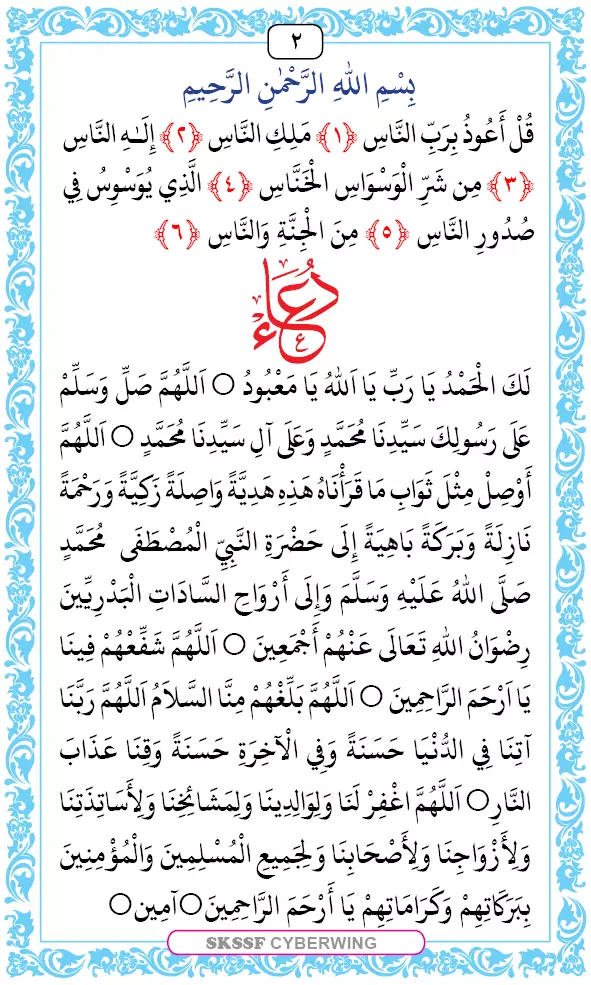 ٢
بِسْمِ اللهِ الرَّحْمٰنِ الرَّحِيمِ
قُلْ أَعُوذُ بِرَبِّ النَّاسِ ﴿١﴾ مَلِكِ النَّاسِ ﴿٢﴾ إِلَـٰهِ النَّاسِ
﴿٣﴾ مِن شَرِّ الْوَسْوَاسِ الْخَنَّاسِ ﴿٤﴾ الَّذِي يُوَسْوِسُ فِي
صُدُورِ النَّاسِ ﴿٥﴾ مِنَ الْجِنَّةِ وَالنَّاسِ ﴿٦﴾
دُعَاءْ
لَكَ الْحَمْدُ يَا رَبِّ يَا اَللهُ يَا مَعْبُودُ ○ اَللَّهُمَّ صَلِّ وَسَلِّمْ
عَلَى رَسُولِكَ سَيِّدِنَا مُحَمَّدٍ وَعَلَى آلِ سَيِّدِنَا مُحَمَّدٍ ○ اَللَّهُمَّ
أَوْصِلْ مِثْلَ ثَوَابِ مَا قَرَأْنَاهُ هَذِهِ هَدِيَّةً وَاصِلَةً زَكِيَّةً وَرَحْمَةً
نَازِلَةً وَبَرَكَةً بَاهِيَةً إِلَى حَضْرَةِ النَّبِيِّ الْمُصْطَفَى مُحَمَّدٍ
صَلَّى اللهُ عَلَيْهِ وَسَلَّمَ وَإِلَى أَرْوَاحِ السَّادَاتِ الْبَدْرِيِّينَ
رِضْوَانُ اللهِ تَعَالَى عَنْهُمْ أَجْمَعِينَ ○ اَللَّهُمَّ شَفِّعْهُمْ فِينَا
يَا اَرْحَمَ الرَّاحِمِينَ ○ اَللَّهُمَّ بَلِّغْهُمْ مِنَّا السَّلاَمُ اَللَّهُمَّ رَبَّنَا
آتِنَا فِي الدُّنْيَا حَسَنَةً وَفِي الْآخِرَةِ حَسَنَةً وَقِنَا عَذَابَ
النَّارِ○ اَللَّهُمَّ اغْفِرْ لَنَا وَلِوَالِدِينَا وَلِمَشَائِخِنَا وَلِأَسَاتِذَتِنَا
وَلِأَزْوَاجِنَا وَلِأَصْحَابِنَا وَلِجَمِيعِ الْمُسْلِمِينَ وَالْمُؤْمِنِينَ
بِبَرَكَاتِهِمْ وَكَرَامَاتِهِمْ يَا أَرْحَمَ الرَّاحِمِينَ○آمِين○
SKSSF CYBERWING